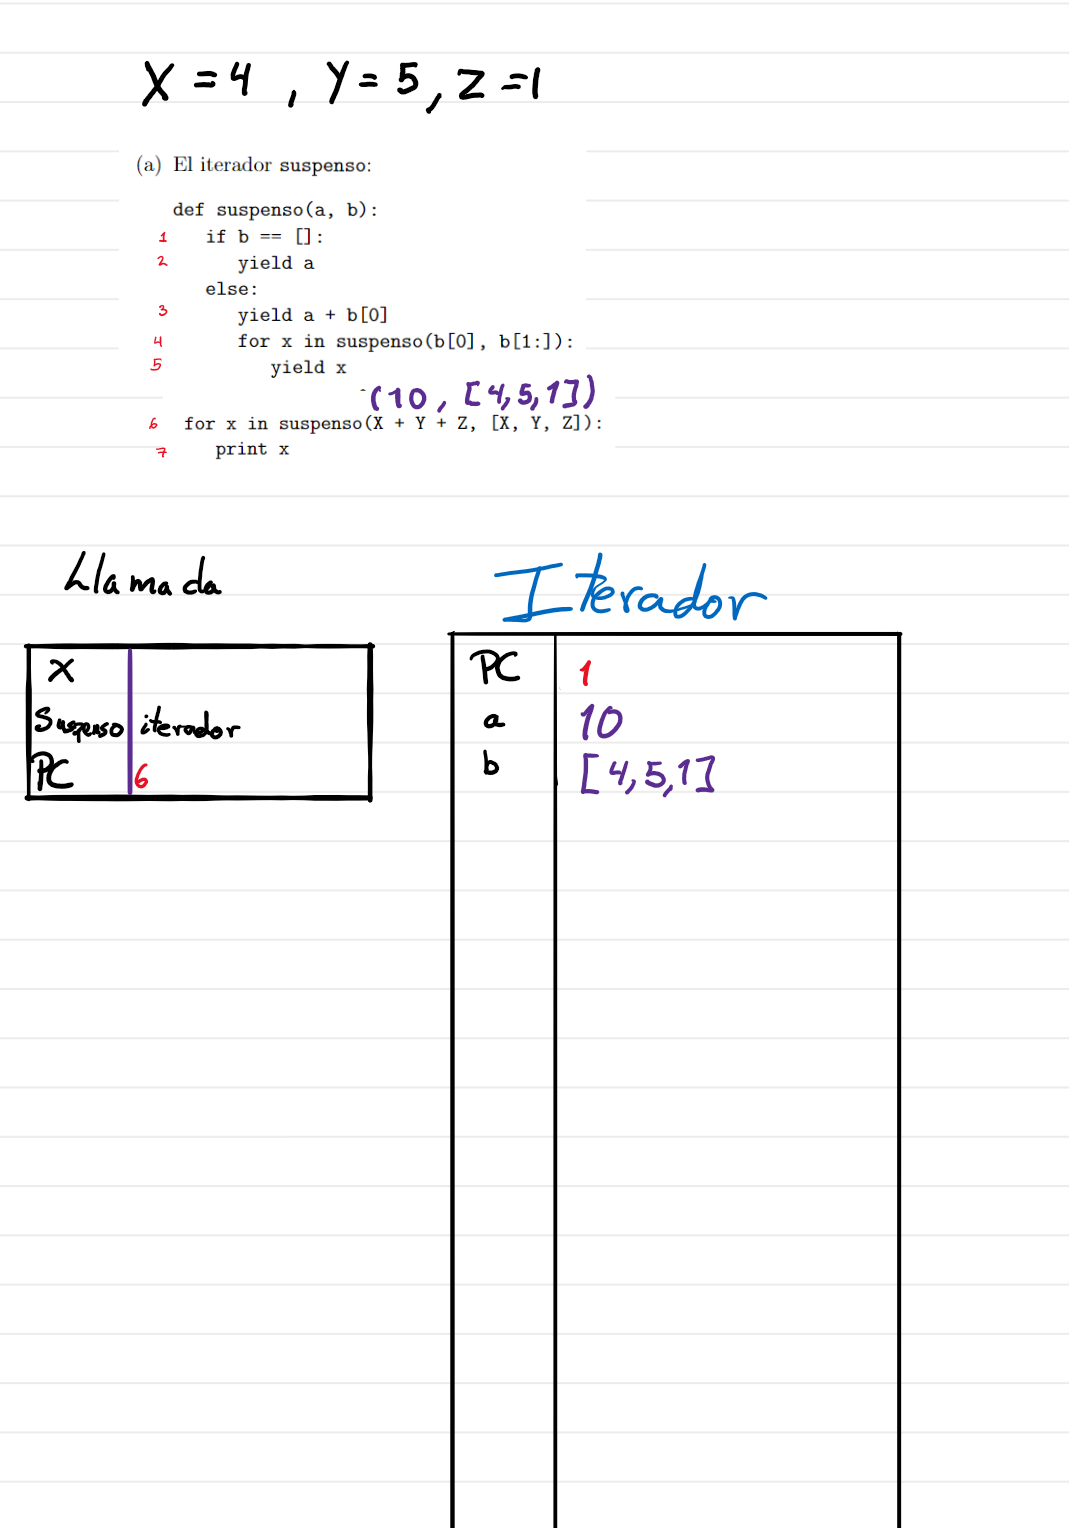 X = 4 , Y = 5, Z = 1
(a) El iterador suspenso:
def suspenso(a, b):
1 if b == []:
2 yield a
else:
3 yield a + b[0]
4 for x in suspenso(b[0], b[1:]):
5 yield x
(10, [4,5,1])
6 for x in suspenso(X + Y + Z, [X, Y, Z]):
7 print x
Llamada
Iterador
X
Suspenso iterador
PC 6
PC 1
a 10
b [4,5,1]